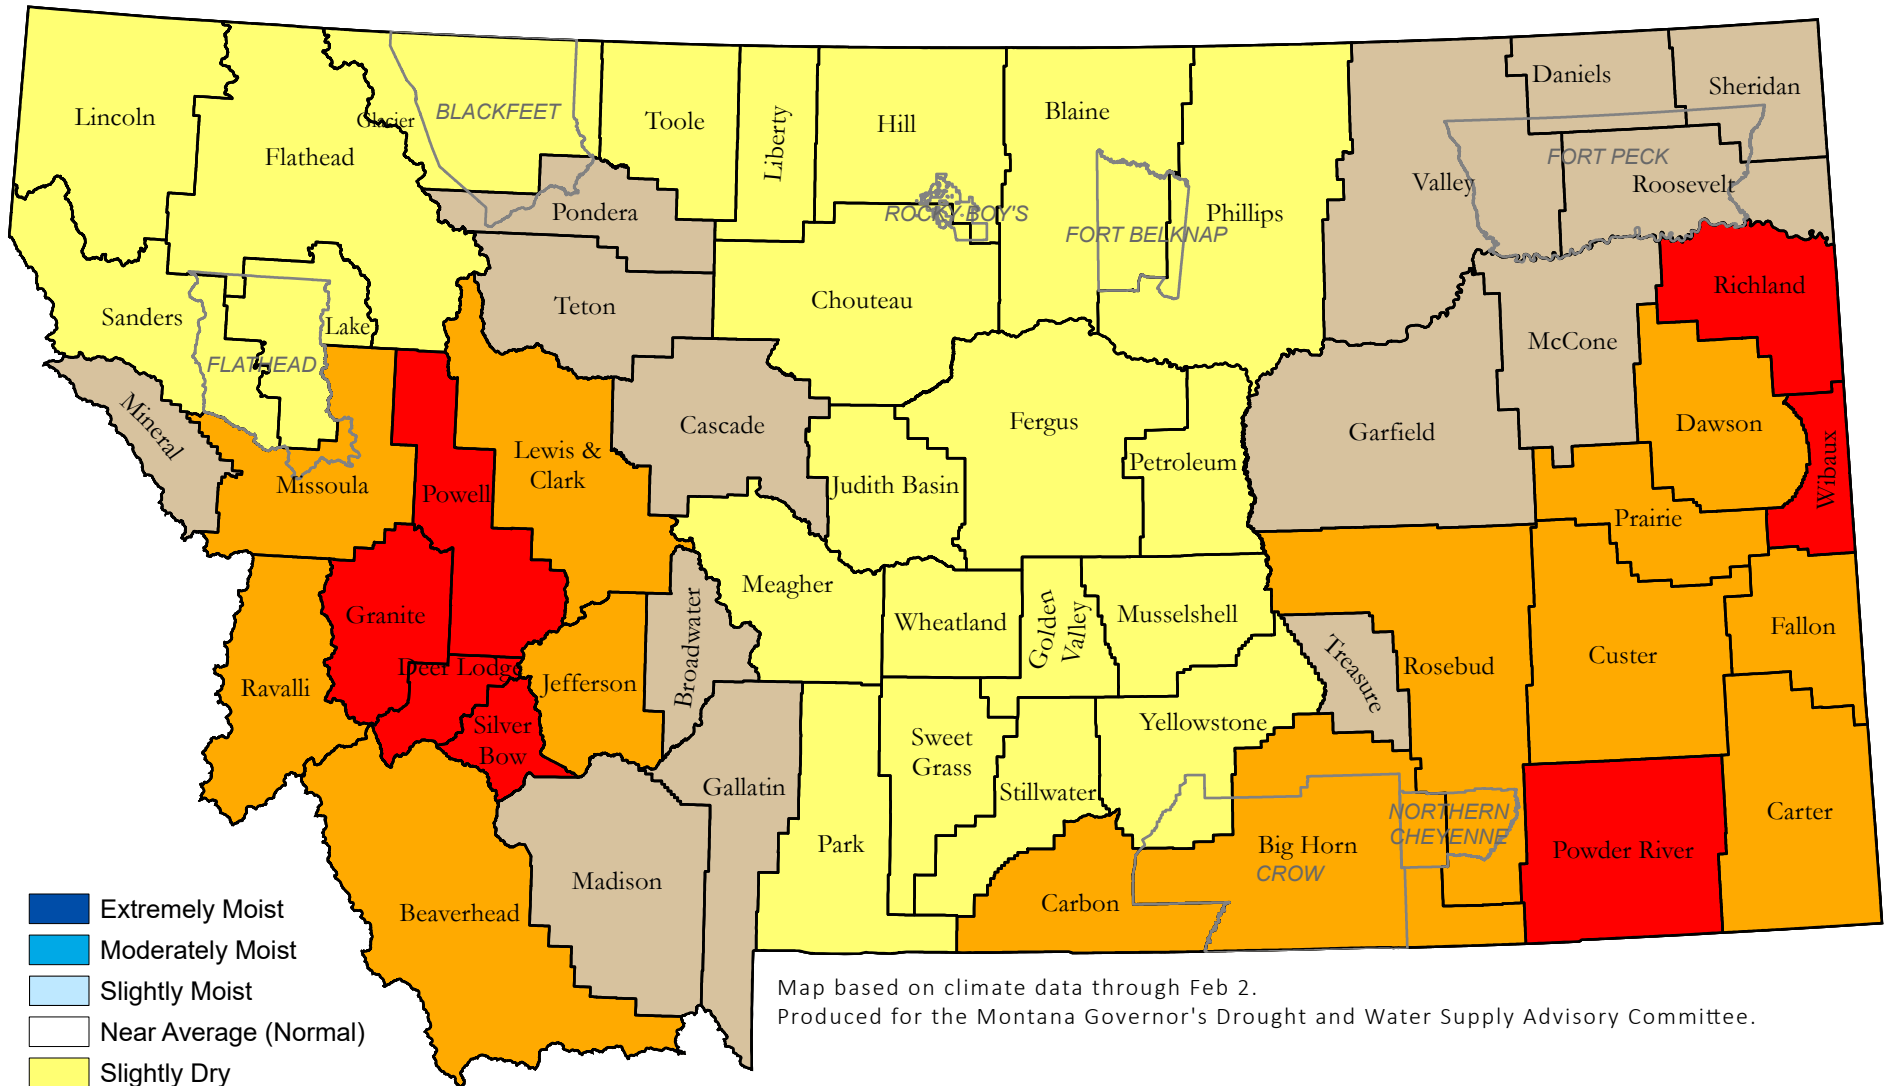 Lincoln
Flathead
Glacier
BLACKFEET
Toole
Liberty
Hill
Blaine
Daniels
Sheridan
FORT PECK
Valley
Roosevelt
Pondera
ROCKY BOY'S
FORT BELKNAP
Phillips
Richland
Sanders
Lake
Teton
Chouteau
McCone
FLATHEAD
Mineral
Missoula
Powell
Lewis &
Clark
Cascade
Judith Basin
Fergus
Petroleum
Garfield
Dawson
Wibaux
Prairie
Granite
Meagher
Wheatland
Golden
Valley
Musselshell
Broadwater
Treasure
Rosebud
Custer
Fallon
Ravalli
Deer Lodge
Jefferson
Silver
Bow
Yellowstone
Sweet
Grass
Stillwater
Gallatin
NORTHERN
CHEYENNE
Carter
Park
Big Horn
CROW
Powder River
Madison
Carbon
Beaverhead
Extremely Moist
Moderately Moist
Slightly Moist
Near Average (Normal)
Slightly Dry
Map based on climate data through Feb 2.
Produced for the Montana Governor's Drought and Water Supply Advisory Committee.